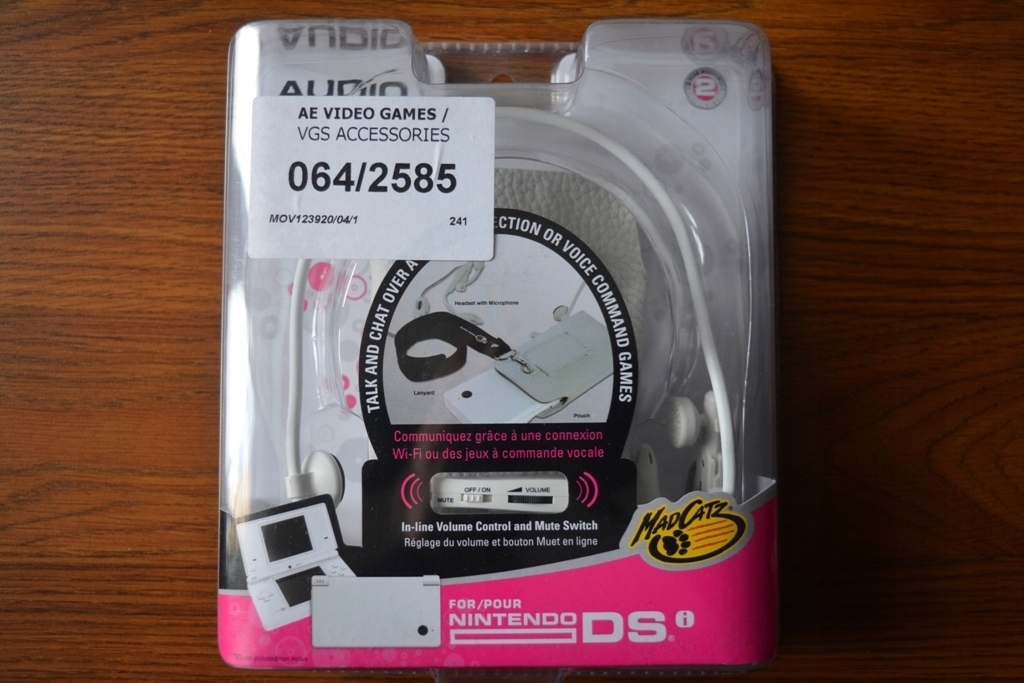 AUDIO
AE VIDEO GAMES /
VGS ACCESSORIES
064/2585
MOV123920/04/1 241
2
TALK AND CHAT OVER A
OR VOICE COMMAND GAMES
Headset with Microphone
Lanyard
Pouch
Communiquez grâce à une connexion
Wi-Fi ou des jeux à commande vocale
OFF / ON VOLUME
MUTE
In-line Volume Control and Mute Switch
Réglage du volume et bouton Muet en ligne
MADCATZ
FOR/POUR
NINTENDO DSi